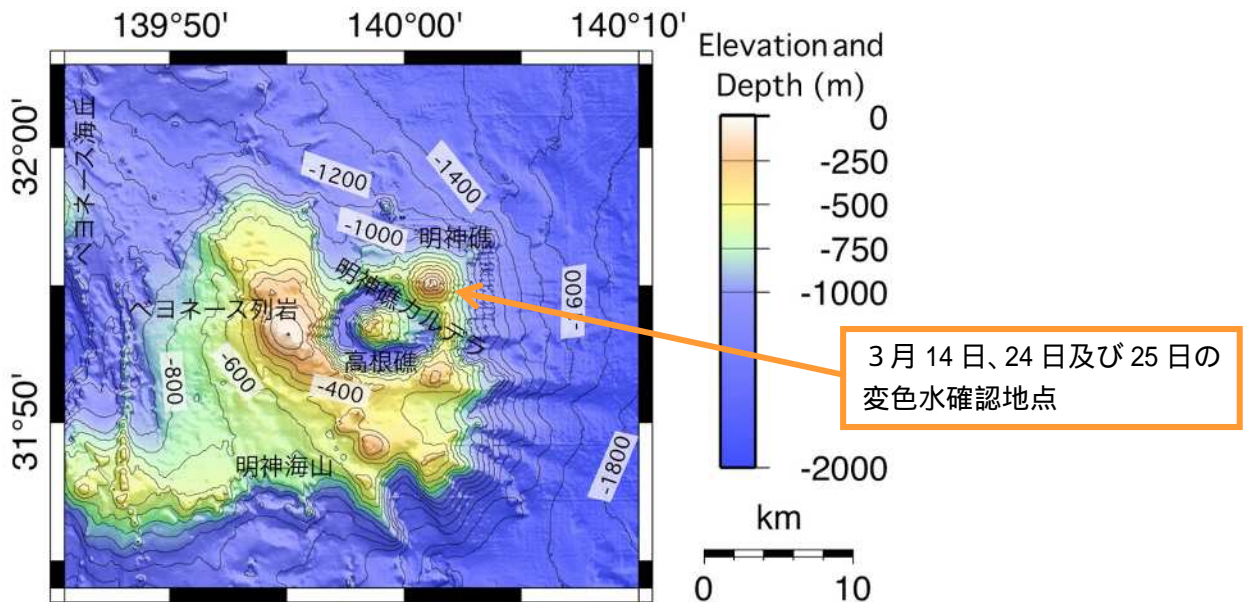 139°50' 140°00' 140°10'
Elevation and
Depth (m)
0
-250
-500
-750
-1000
-2000
km
0 10
32°00'
31°50'
ベヨネース海丘
-1200
-1400
-1000
明神礁
明神礁カルデラ
-1600
ベヨネース列岩
高根礁
-800
-600
-400
明神海山
-1800
３月 14 日、24 日及び 25 日の
変色水確認地点